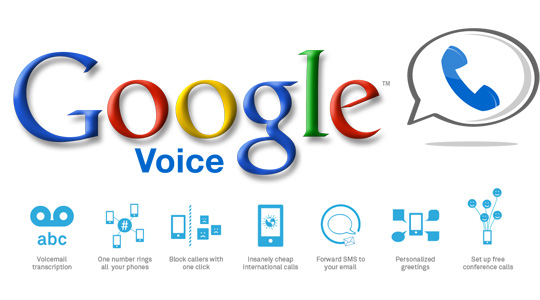 Google™
Voice
abc
#
Voicemail
transcription
One number rings
all your phones
Block callers with
one click
Insanely cheap
International calls
Forward SMS to
your email
Personalized
greetings
Set up free
conference calls